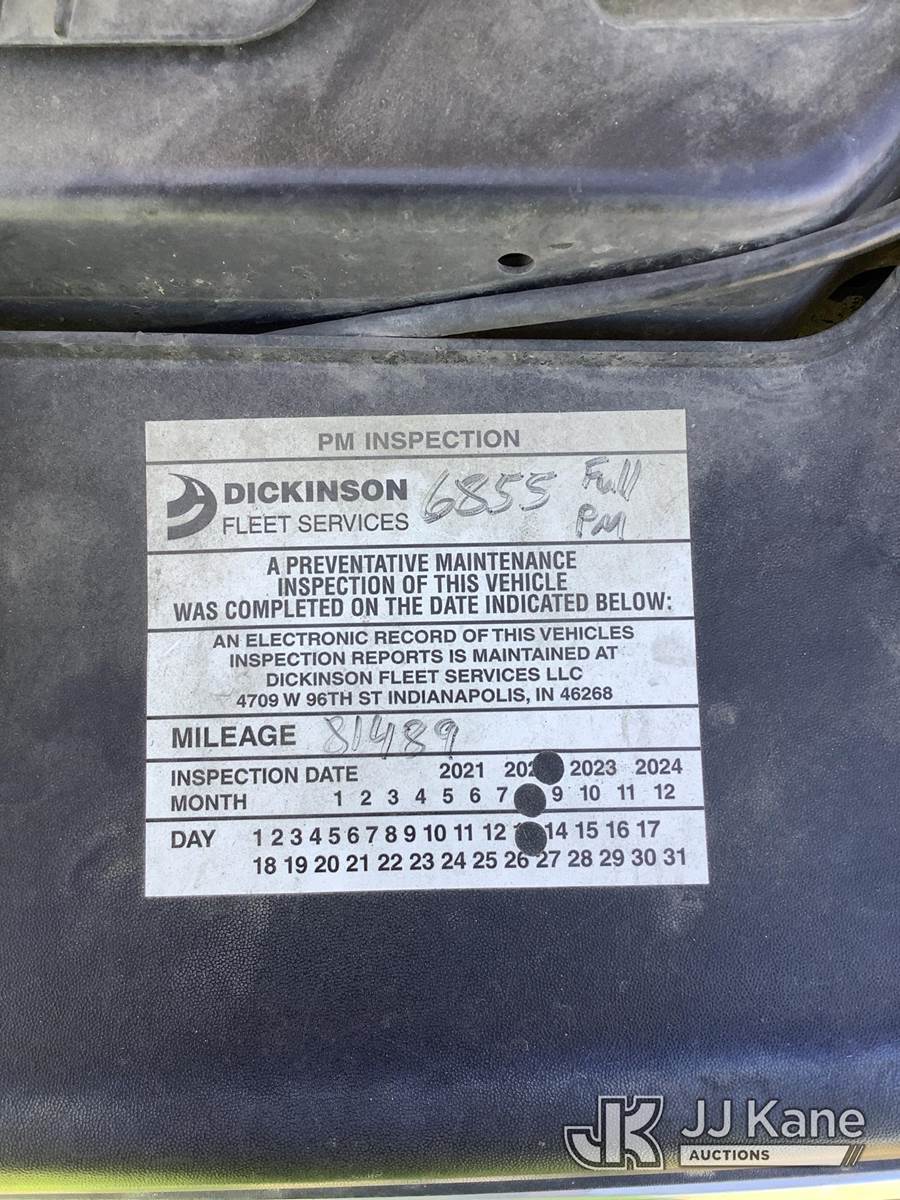 PM INSPECTION
DICKINSON 6855 Full
FLEET SERVICES PM
A PREVENTATIVE MAINTENANCE
INSPECTION OF THIS VEHICLE
WAS COMPLETED ON THE DATE INDICATED BELOW:
AN ELECTRONIC RECORD OF THIS VEHICLES
INSPECTION REPORTS IS MAINTAINED AT
DICKINSON FLEET SERVICES LLC
4709 W 96TH ST INDIANAPOLIS, IN 46268
MILEAGE 81489
INSPECTION DATE 2021 2023 2024
MONTH 1 2 3 4 5 6 7 9 10 11 12
DAY 1 2 3 4 5 6 7 8 9 10 11 12 14 15 16 17
18 19 20 21 22 23 24 25 26 27 28 29 30 31
JK JJ Kane
AUCTIONS